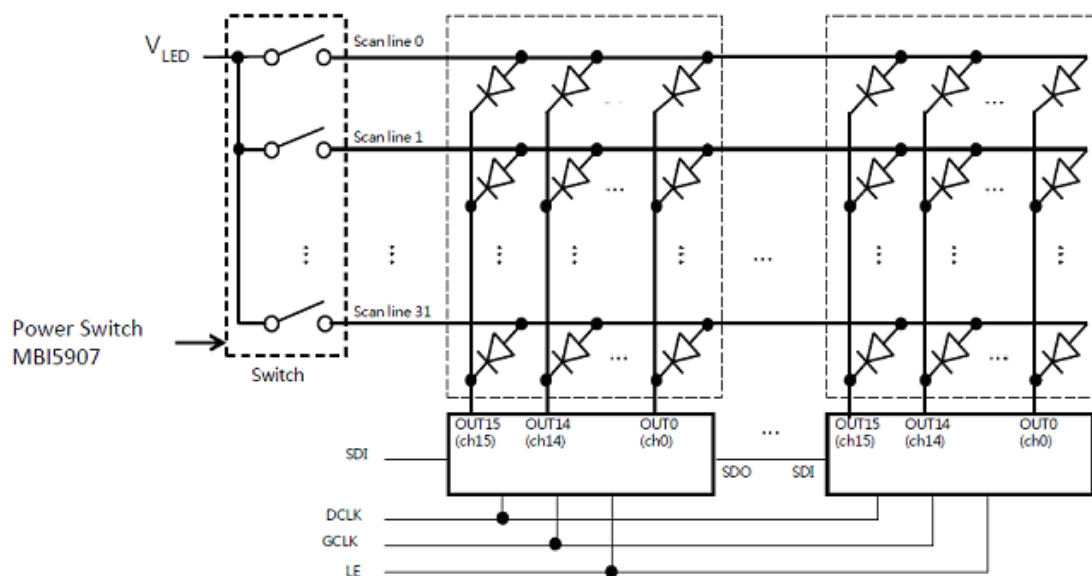 V LED
Scan line 0
Scan line 1
Scan line 31
Power Switch
MBI5907
Switch
OUT15 OUT14 OUT0
(ch15) (ch14) (ch0)
OUT15 OUT14 OUT0
(ch15) (ch14) (ch0)
SDI
SDO SDI
DCLK
GCLK
LE